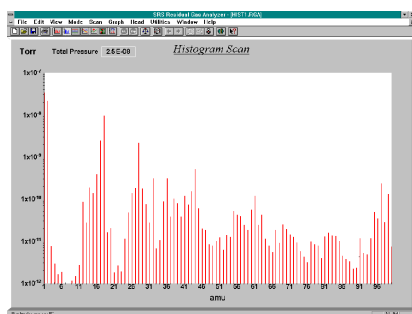 SRS Residual Gas Analyzer - [HIST1.RGA]
File Edit View Mode Scan Graph Head Utilities Window Help
Torr Total Pressure 2.5E-08 Histogram Scan
1x10-7
1x10-8
1x10-9
1x10-10
1x10-11
1x10-12
1 6 11 16 21 26 31 36 41 46 51 56 61 66 71 76 81 86 91 96
amu